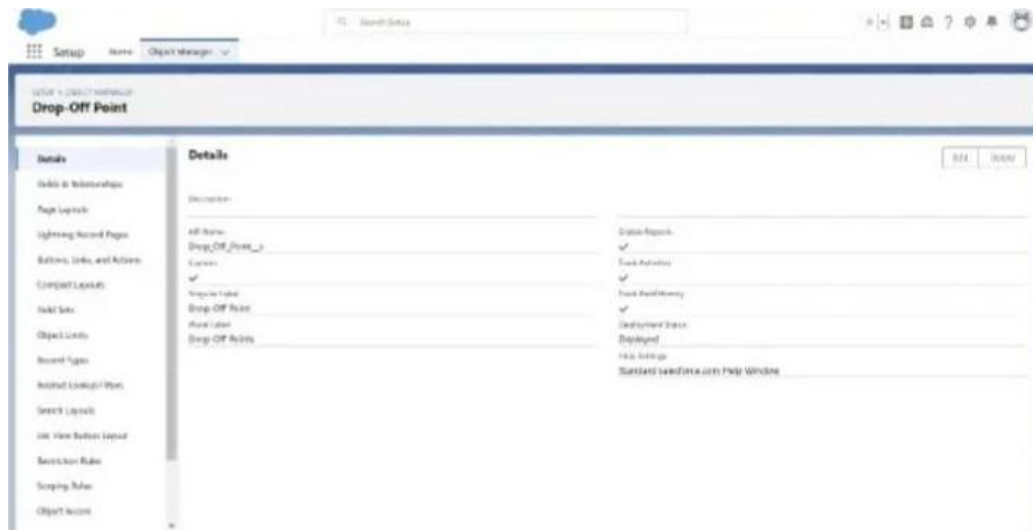 Search Setup
Setup Home Object Manager
SETUP > OBJECT MANAGER
Drop-Off Point
Details
Fields & Relationships
Page Layouts
Lightning Record Pages
Buttons, Links, and Actions
Compact Layouts
Field Sets
Object Limits
Record Types
Related Lookup Filters
Search Layouts
List View Button Layout
Restriction Rules
Scoping Rules
Object Access
Details
Edit Delete
Description
API Name
Drop_Off_Point__c
Custom
Singular Label
Drop-Off Point
Plural Label
Drop-Off Points
Enable Reports
Track Activities
Track Field History
Deployment Status
Deployed
Help Settings
Standard salesforce.com Help Window